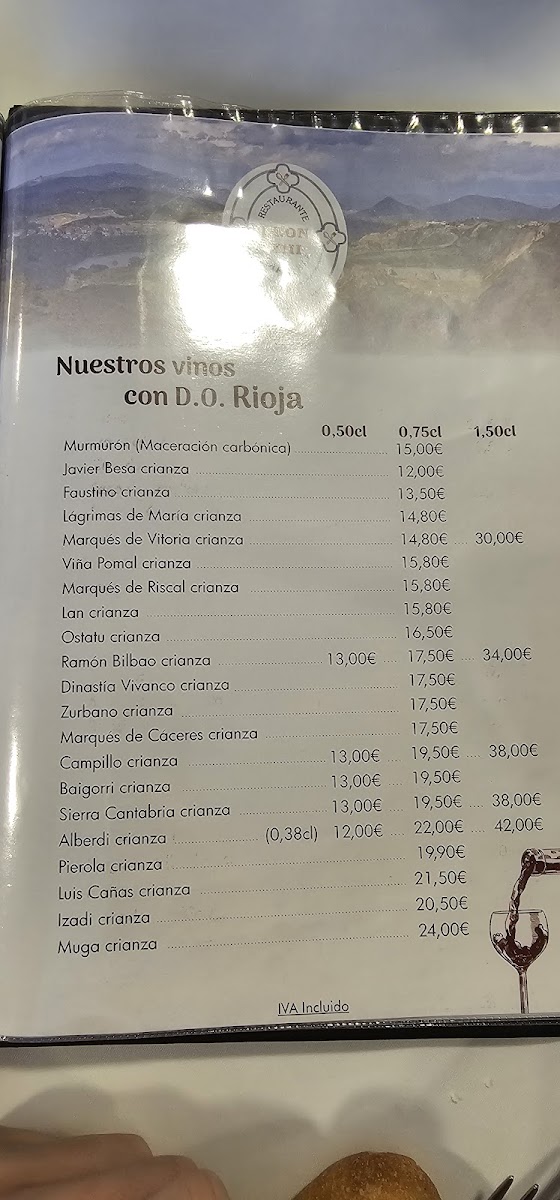 RESTAURANTE
Nuestros vinos
con D.O. Rioja
0,50cl 0,75cl 1,50cl
Murmurón (Maceración carbónica) 15,00€
Javier Besa crianza 12,00€
Faustino crianza 13,50€
Lágrimas de María crianza 14,80€
Marqués de Vitoria crianza 14,80€ 30,00€
Viña Pomal crianza 15,80€
Marqués de Riscal crianza 15,80€
Lan crianza 15,80€
Ostatu crianza 16,50€
Ramón Bilbao crianza 13,00€ 17,50€ 34,00€
Dinastía Vivanco crianza 17,50€
Zurbano crianza 17,50€
Marqués de Cáceres crianza 17,50€
Campillo crianza 13,00€ 19,50€ 38,00€
Baigorri crianza 13,00€ 19,50€
Sierra Cantabria crianza 13,00€ 19,50€ 38,00€
Alberdi crianza (0,38cl) 12,00€ 22,00€ 42,00€
Pierola crianza 19,90€
Luis Cañas crianza 21,50€
Izadi crianza 20,50€
Muga crianza 24,00€
IVA Incluido